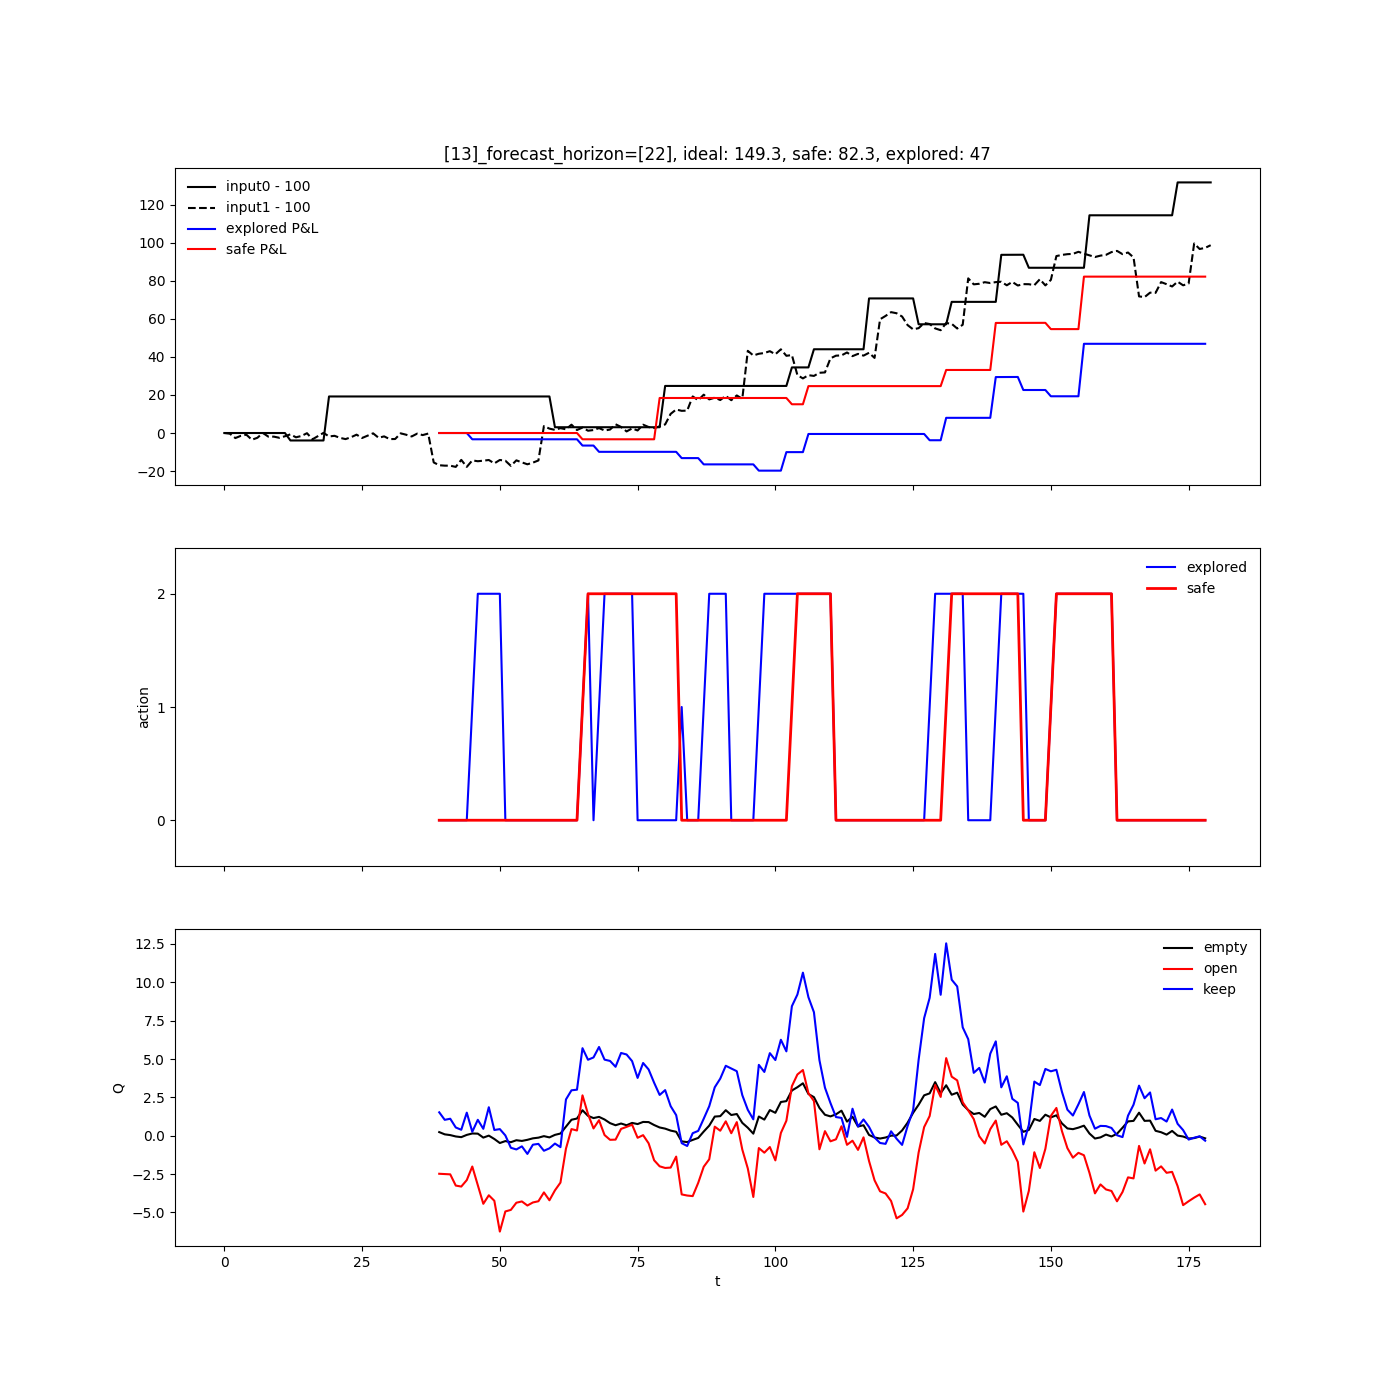 [13]_forecast_horizon=[22], ideal: 149.3, safe: 82.3, explored: 47
input0 - 100
input1 - 100
explored P&L
safe P&L
120
100
80
60
40
20
0
−20
explored
safe
2
1
0
action
empty
open
keep
12.5
10.0
7.5
5.0
2.5
0.0
−2.5
−5.0
Q
0 25 50 75 100 125 150 175
t